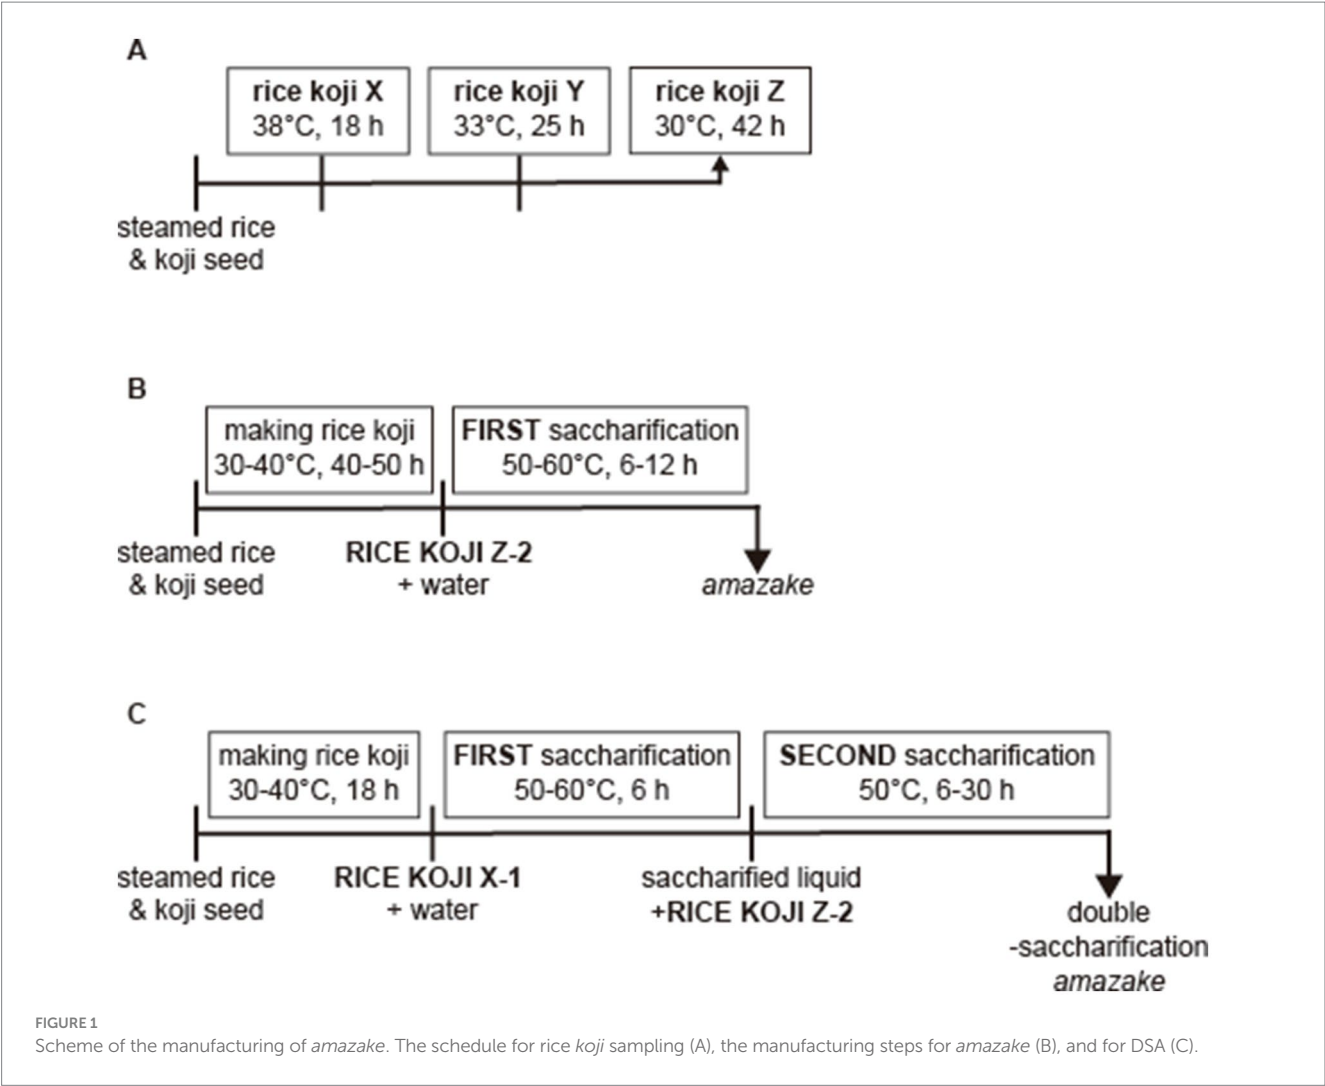 A
rice koji X
38°C, 18 h
rice koji Y
33°C, 25 h
rice koji Z
30°C, 42 h
steamed rice
& koji seed
B
making rice koji
30-40°C, 40-50 h
FIRST saccharification
50-60°C, 6-12 h
steamed rice
& koji seed
RICE KOJI Z-2
+ water
amazake
C
making rice koji
30-40°C, 18 h
FIRST saccharification
50-60°C, 6 h
SECOND saccharification
50°C, 6-30 h
steamed rice
& koji seed
RICE KOJI X-1
+ water
saccharified liquid
+RICE KOJI Z-2
double
-saccharification
amazake
FIGURE 1
Scheme of the manufacturing of amazake. The schedule for rice koji sampling (A), the manufacturing steps for amazake (B), and for DSA (C).